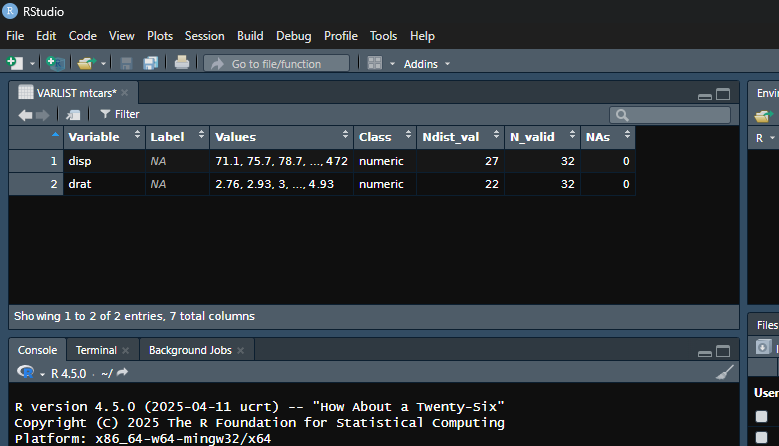 RStudio
File Edit Code View Plots Session Build Debug Profile Tools Help
Go to file/function Addins
VARLIST mtcars*
Filter
Variable Label Values Class Ndist_val N_valid NAs
1 disp NA 71.1, 75.7, 78.7, ..., 472 numeric 27 32 0
2 drat NA 2.76, 2.93, 3, ..., 4.93 numeric 22 32 0
Showing 1 to 2 of 2 entries, 7 total columns
Envir
R
Console Terminal Background Jobs
R 4.5.0 · ~/
Files
User
R version 4.5.0 (2025-04-11 ucrt) -- "How About a Twenty-Six"
Copyright (C) 2025 The R Foundation for Statistical Computing
Platform: x86_64-w64-mingw32/x64